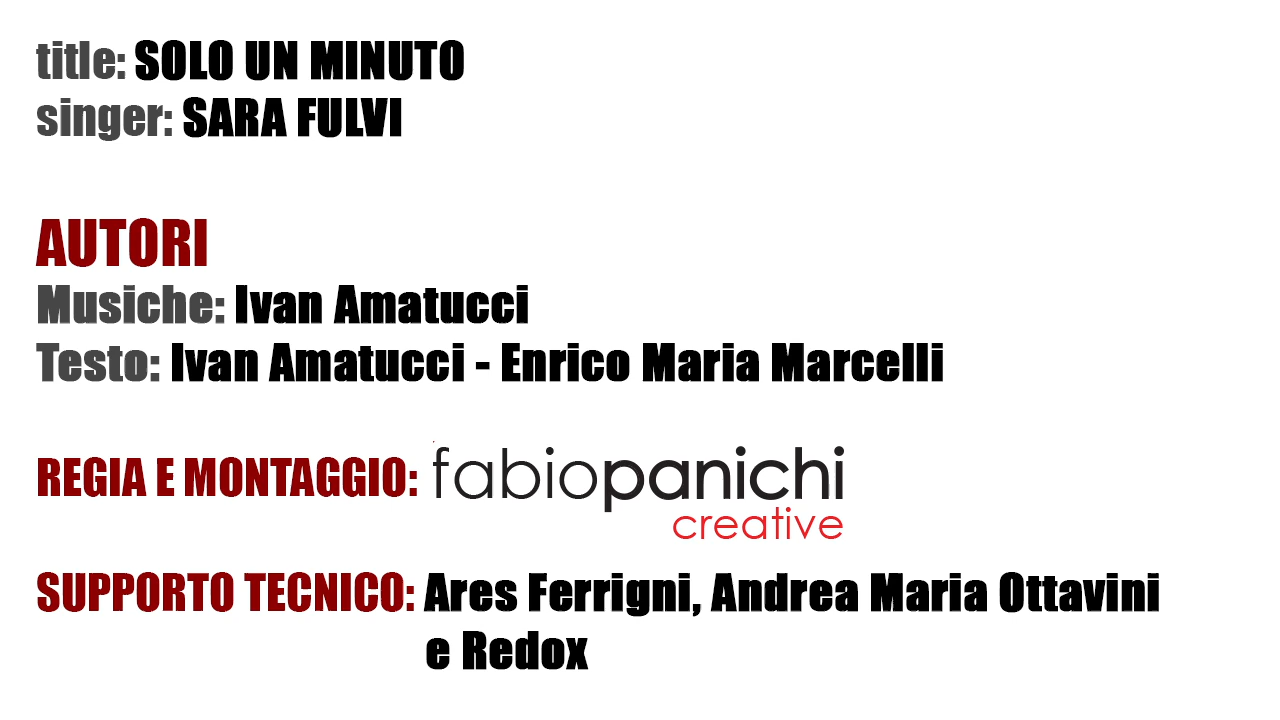 title: SOLO UN MINUTO
singer: SARA FULVI
AUTORI
Musiche: Ivan Amatucci
Testo: Ivan Amatucci - Enrico Maria Marcelli
REGIA E MONTAGGIO: fabiopanichi
creative
SUPPORTO TECNICO: Ares Ferrigni, Andrea Maria Ottavini
e Redox